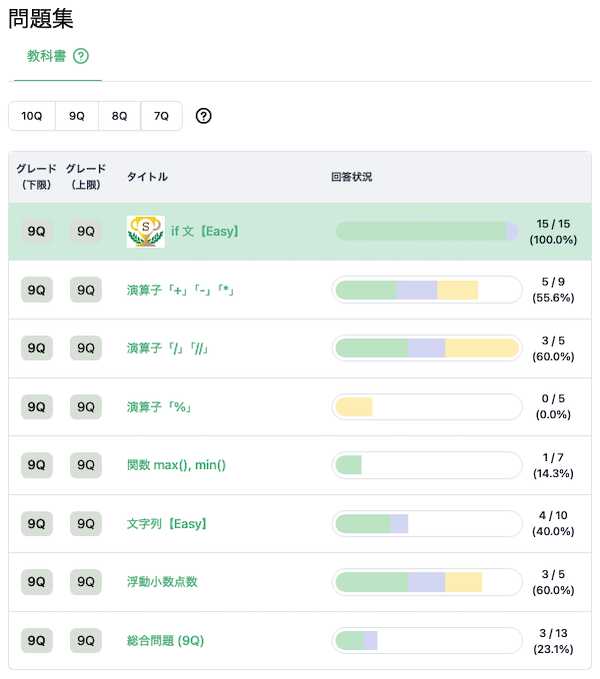 問題集
教科書 ?
10Q 9Q 8Q 7Q ?
グレード グレード タイトル 回答状況
(下限) (上限)
9Q 9Q S if 文【Easy】 15 / 15
(100.0%)
9Q 9Q 演算子「+」「-」「*」 5 / 9
(55.6%)
9Q 9Q 演算子「/」「//」 3 / 5
(60.0%)
9Q 9Q 演算子「%」 0 / 5
(0.0%)
9Q 9Q 関数 max(), min() 1 / 7
(14.3%)
9Q 9Q 文字列【Easy】 4 / 10
(40.0%)
9Q 9Q 浮動小数点数 3 / 5
(60.0%)
9Q 9Q 総合問題 (9Q) 3 / 13
(23.1%)